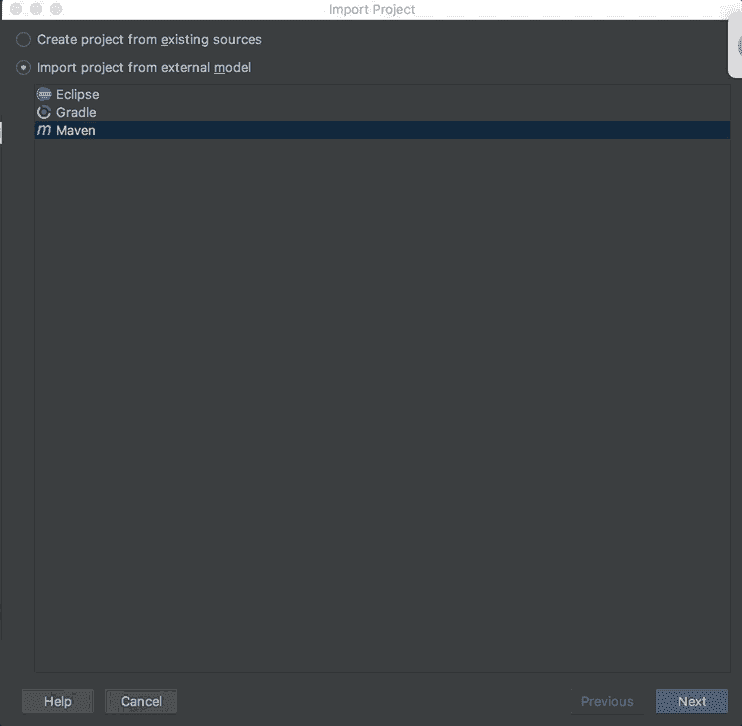 Import Project
Create project from existing sources
Import project from external model
Eclipse
Gradle
Maven
Help Cancel Previous Next